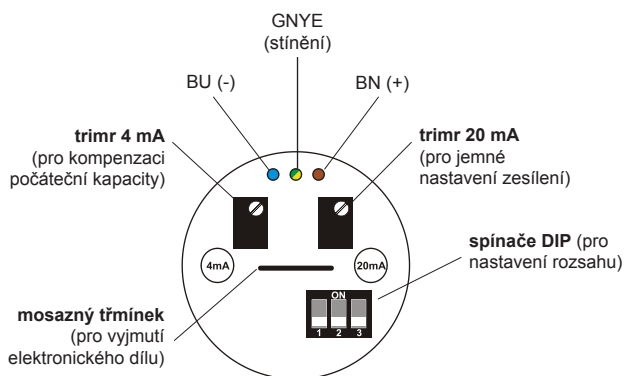 GNYE
(stínění)
BU (-)
BN (+)
trimr 4 mA
(pro kompenzaci
počáteční kapacity)
trimr 20 mA
(pro jemné
nastavení zesílení)
4mA
20mA
spínače DIP (pro
nastavení rozsahu)
ON
1 2 3
mosazný třmínek
(pro vyjmutí
elektronického dílu)